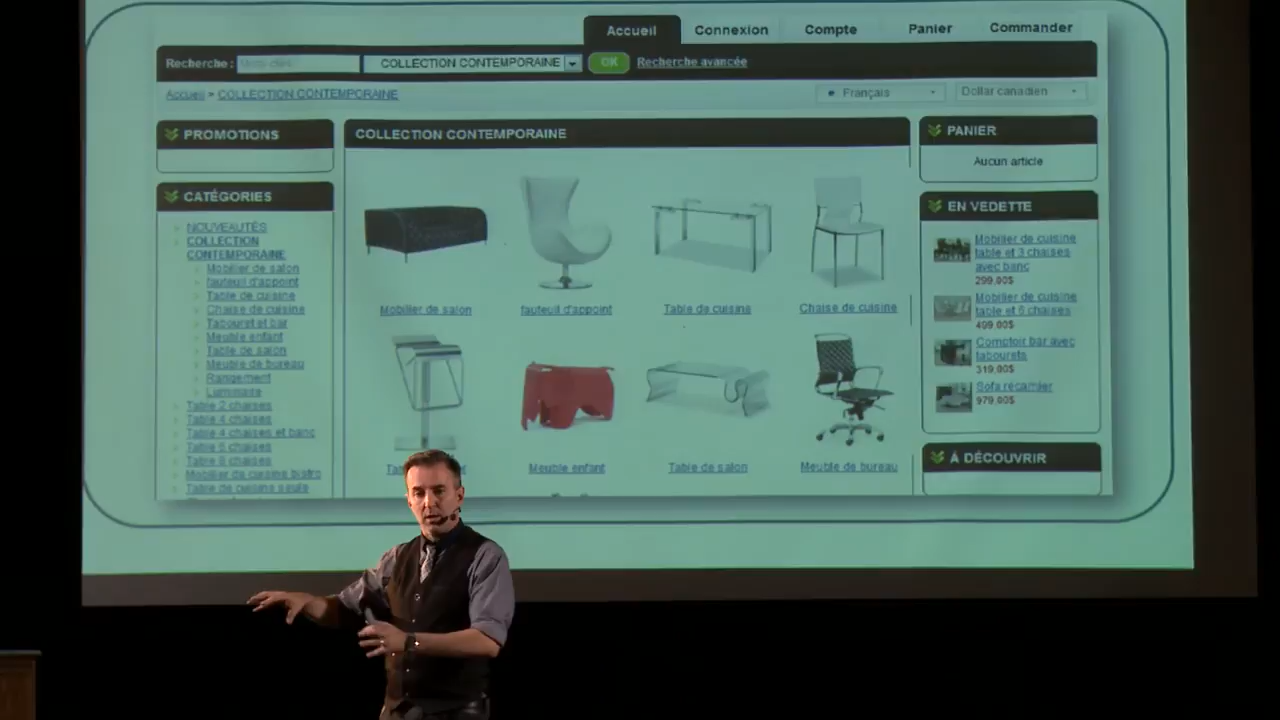 Accueil
Connexion
Compte
Panier
Commander
Recherche :
COLLECTION CONTEMPORAINE
OK
Recherche avancée
Accueil > COLLECTION CONTEMPORAINE
Français
Dollar canadien
PROMOTIONS
CATÉGORIES
NOUVEAUTÉS
COLLECTION
CONTEMPORAINE
Mobilier de salon
fauteuil d'appoint
Table de cuisine
Chaise de cuisine
Tabouret et bar
Meuble enfant
Table de salon
Meuble de bureau
Rangement
Luminaire
Table 2 chaises
Table 4 chaises
Table 4 chaises et banc
Table 6 chaises
Table 8 chaises
Mobilier de cuisine bistro
Table de cuisine seule
COLLECTION CONTEMPORAINE
Mobilier de salon
fauteuil d'appoint
Table de cuisine
Chaise de cuisine
Meuble enfant
Table de salon
Meuble de bureau
PANIER
Aucun article
EN VEDETTE
Mobilier de cuisine
table et 3 chaises
avec banc
299.00$
Mobilier de cuisine
table et 6 chaises
499.00$
Comptoir bar avec
tabourets
319.00$
Sofa recamier
979.00$
À DÉCOUVRIR